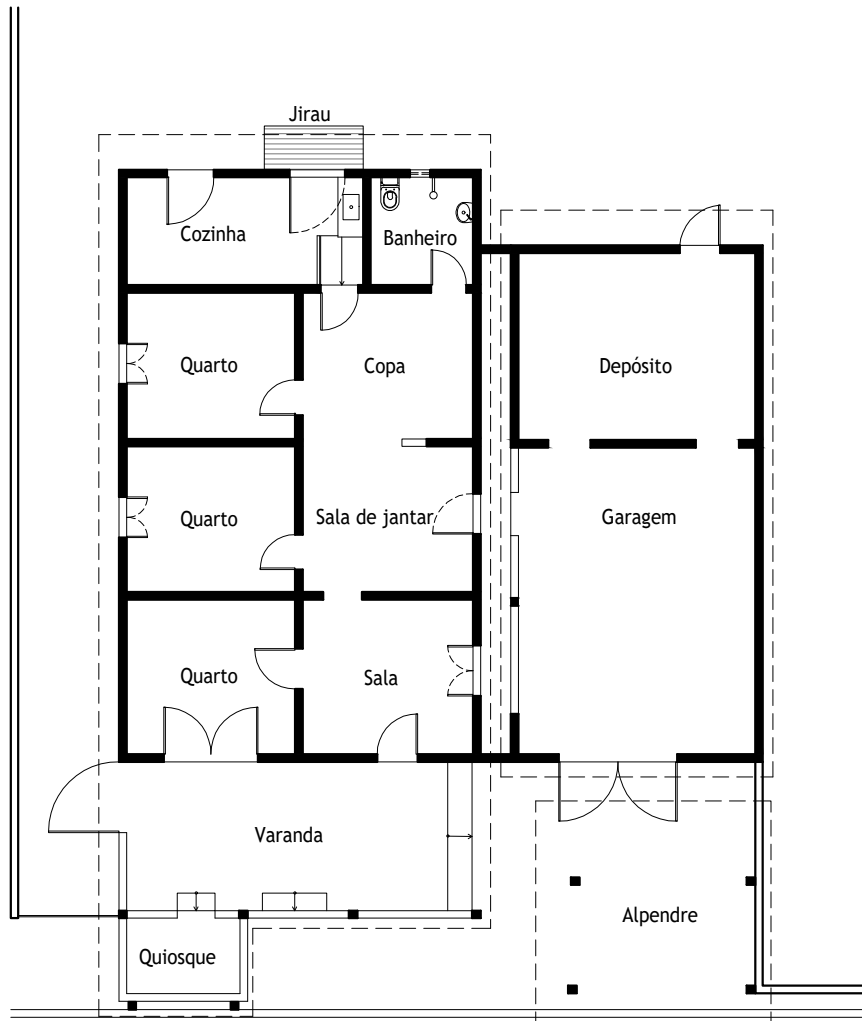 Jirau
Cozinha
Banheiro
Quarto
Copa
Depósito
Quarto
Sala de jantar
Garagem
Quarto
Sala
Varanda
Alpendre
Quiosque